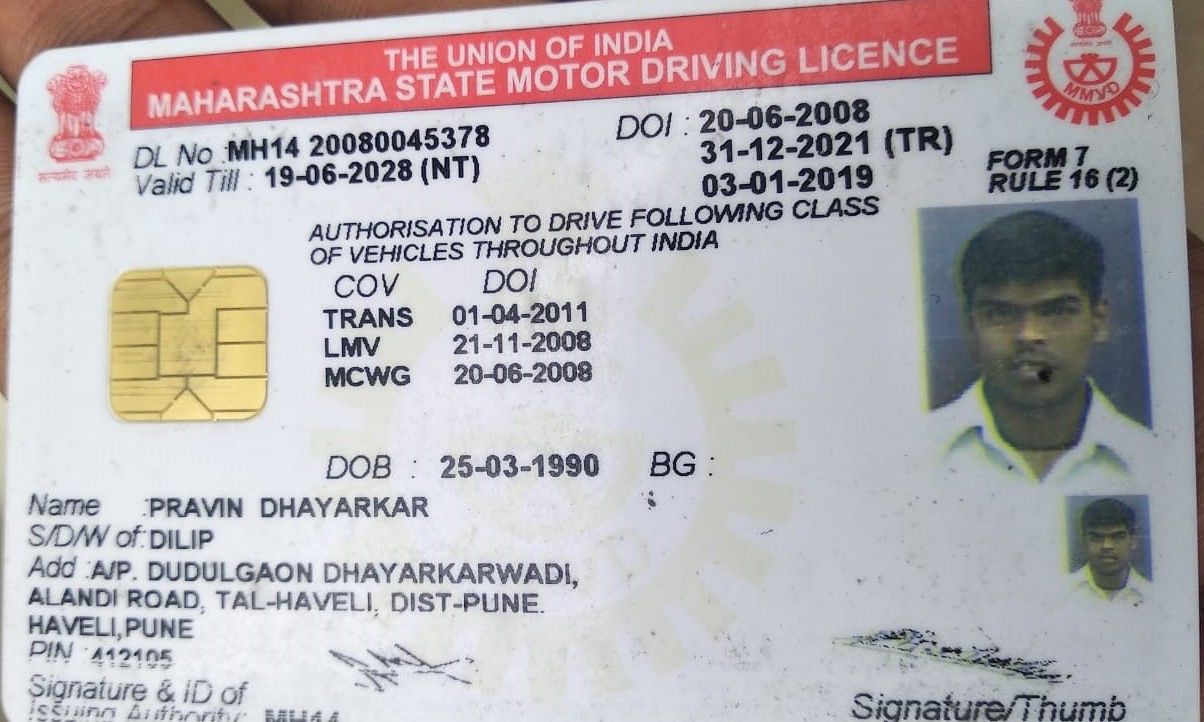 THE UNION OF INDIA
MAHARASHTRA STATE MOTOR DRIVING LICENCE
सत्यमेव जयते
MMVD
DL No :MH14 20080045378 DOI : 20-06-2008
Valid Till : 19-06-2028 (NT) 31-12-2021 (TR)
03-01-2019
FORM 7
RULE 16 (2)
AUTHORISATION TO DRIVE FOLLOWING CLASS
OF VEHICLES THROUGHOUT INDIA
COV DOI
TRANS 01-04-2011
LMV 21-11-2008
MCWG 20-06-2008
DOB : 25-03-1990 BG :
Name :PRAVIN DHAYARKAR
S/D/W of:DILIP
Add :A/P. DUDULGAON DHAYARKARWADI,
ALANDI ROAD, TAL-HAVELI, DIST-PUNE.
HAVELI,PUNE
PIN :412105
Signature & ID of
Issuing Authority: MH14
Signature/Thumb